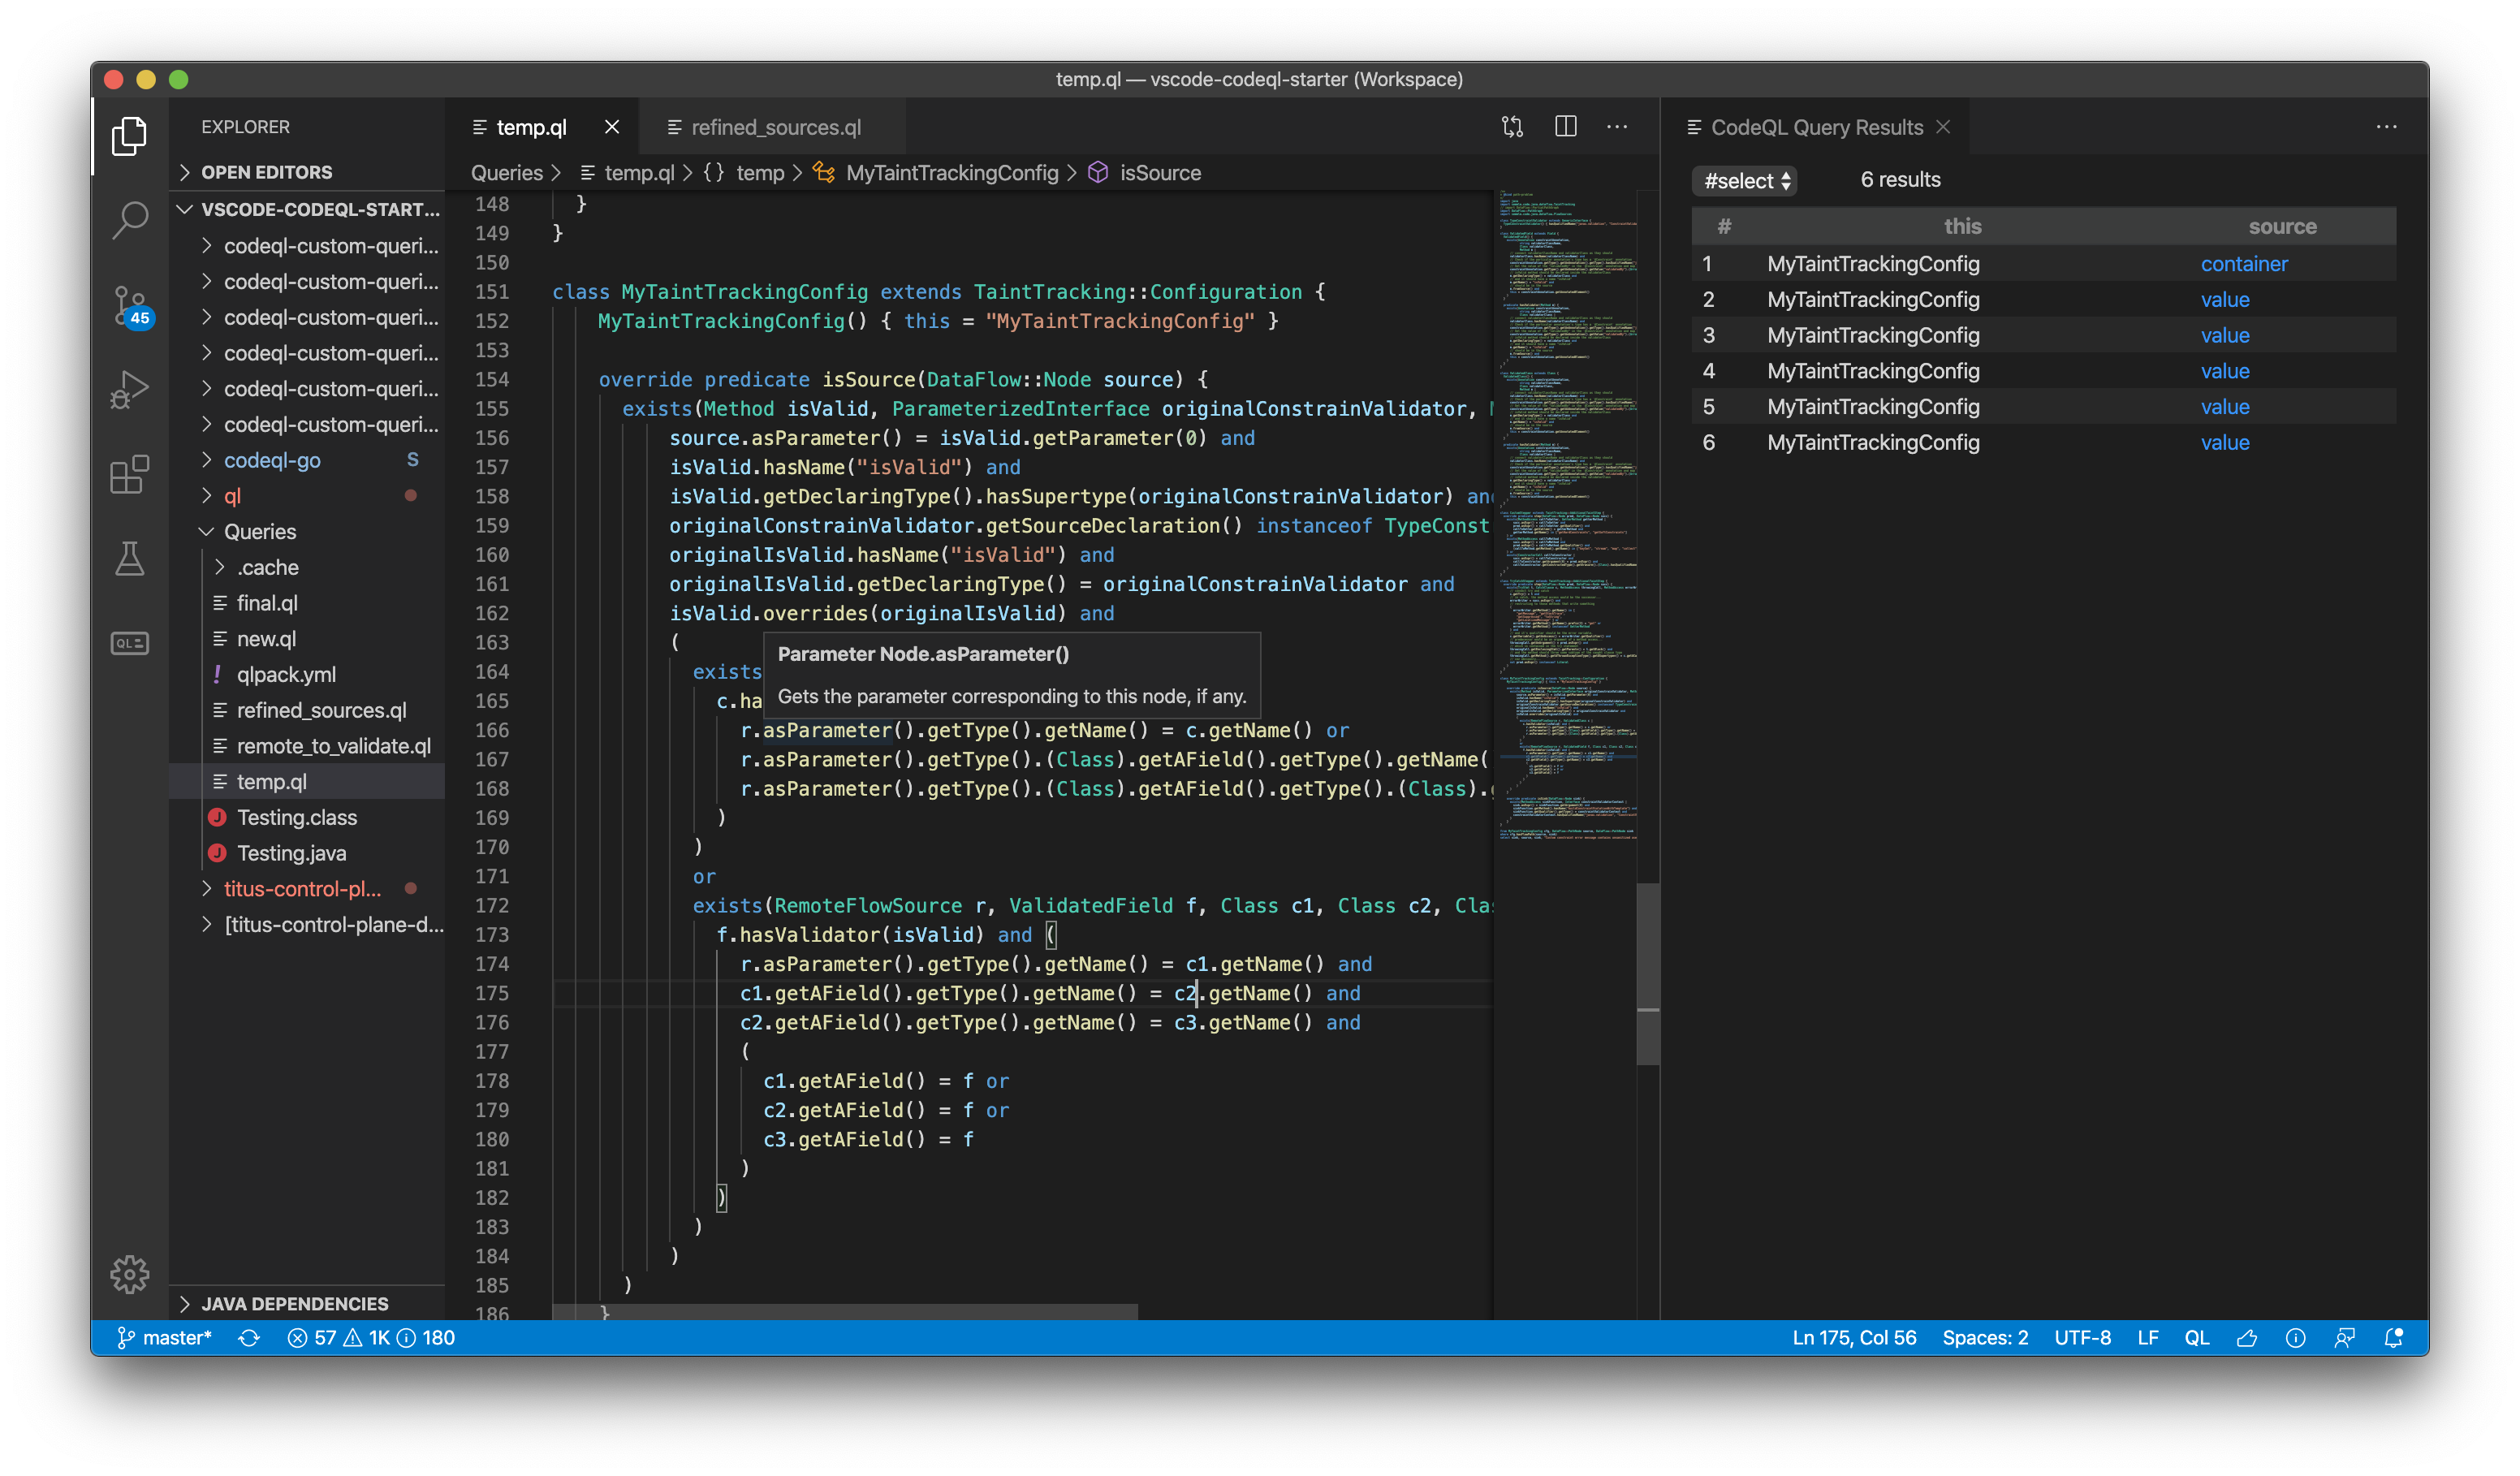 temp.ql — vscode-codeql-starter (Workspace)
EXPLORER
OPEN EDITORS
VSCODE-CODEQL-START...
codeql-custom-queri...
codeql-custom-queri...
codeql-custom-queri...
codeql-custom-queri...
codeql-custom-queri...
codeql-custom-queri...
codeql-go S
ql
Queries
.cache
final.ql
new.ql
! qlpack.yml
refined_sources.ql
remote_to_validate.ql
temp.ql
J Testing.class
J Testing.java
titus-control-pl...
[titus-control-plane-d...
JAVA DEPENDENCIES
45
QL
temp.ql
refined_sources.ql
Queries > temp.ql > {} temp > MyTaintTrackingConfig > isSource
148 }
149 }
150
151 class MyTaintTrackingConfig extends TaintTracking::Configuration {
152 MyTaintTrackingConfig() { this = "MyTaintTrackingConfig" }
153
154 override predicate isSource(DataFlow::Node source) {
155 exists(Method isValid, ParameterizedInterface originalConstrainValidator,
156 source.asParameter() = isValid.getParameter(0) and
157 isValid.hasName("isValid") and
158 isValid.getDeclaringType().hasSupertype(originalConstrainValidator) and
159 originalConstrainValidator.getSourceDeclaration() instanceof TypeConst
160 originalIsValid.hasName("isValid") and
161 originalIsValid.getDeclaringType() = originalConstrainValidator and
162 isValid.overrides(originalIsValid) and
163 (
Parameter Node.asParameter()
Gets the parameter corresponding to this node, if any.
164 exists
165 c.ha
166 r.asParameter().getType().getName() = c.getName() or
167 r.asParameter().getType().(Class).getAField().getType().getName(
168 r.asParameter().getType().(Class).getAField().getType().(Class).
169 )
170 )
171 or
172 exists(RemoteFlowSource r, ValidatedField f, Class c1, Class c2, Cla
173 f.hasValidator(isValid) and (
174 r.asParameter().getType().getName() = c1.getName() and
175 c1.getAField().getType().getName() = c2.getName() and
176 c2.getAField().getType().getName() = c3.getName() and
177 (
178 c1.getAField() = f or
179 c2.getAField() = f or
180 c3.getAField() = f
181 )
182 )
183 )
184 )
185 )
186 }
CodeQL Query Results
#select 6 results
# this source
1 MyTaintTrackingConfig container
2 MyTaintTrackingConfig value
3 MyTaintTrackingConfig value
4 MyTaintTrackingConfig value
5 MyTaintTrackingConfig value
6 MyTaintTrackingConfig value
master* 57 1K 180 Ln 175, Col 56 Spaces: 2 UTF-8 LF QL